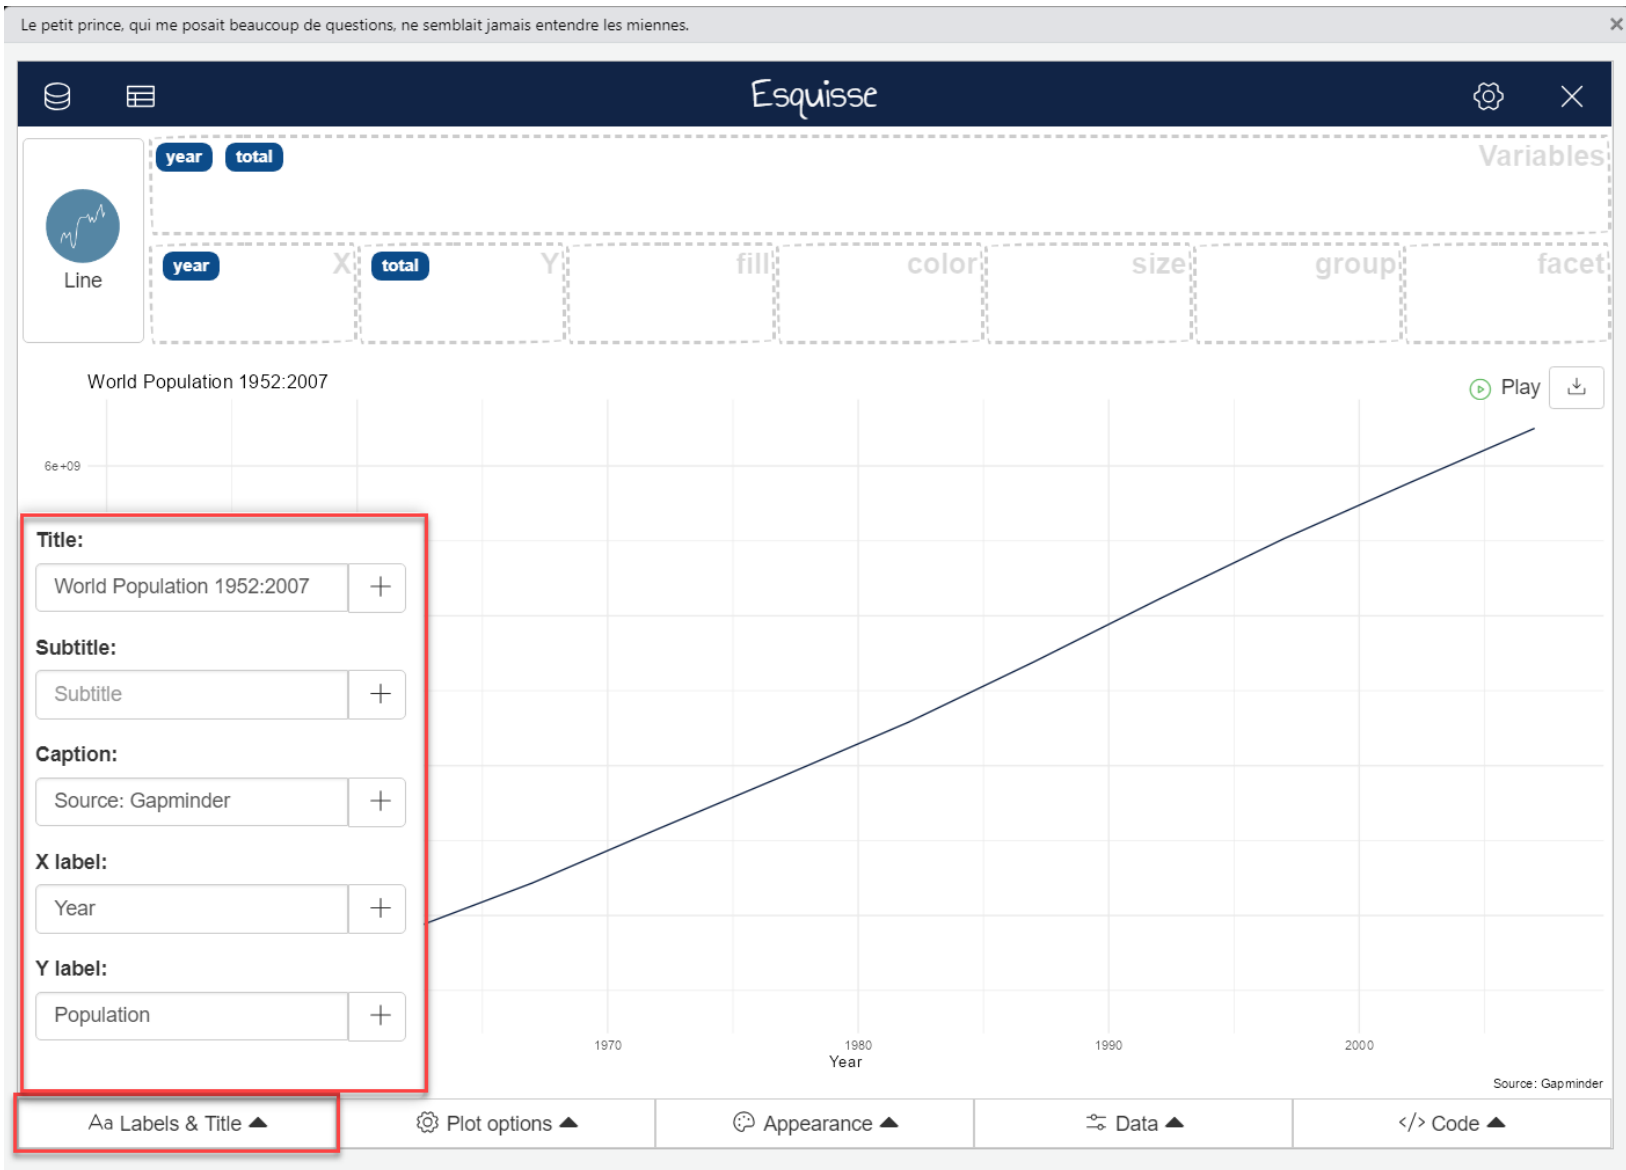 Le petit prince, qui me posait beaucoup de questions, ne semblait jamais entendre les miennes.
Esquisse
Line
year total Variables
year X total Y fill color size group facet
World Population 1952:2007
Play
6e+09
Title:
World Population 1952:2007
Subtitle:
Subtitle
Caption:
Source: Gapminder
X label:
Year
Y label:
Population
1970 1980 1990 2000
Year
Source: Gapminder
Aa Labels & Title Plot options Appearance Data </> Code